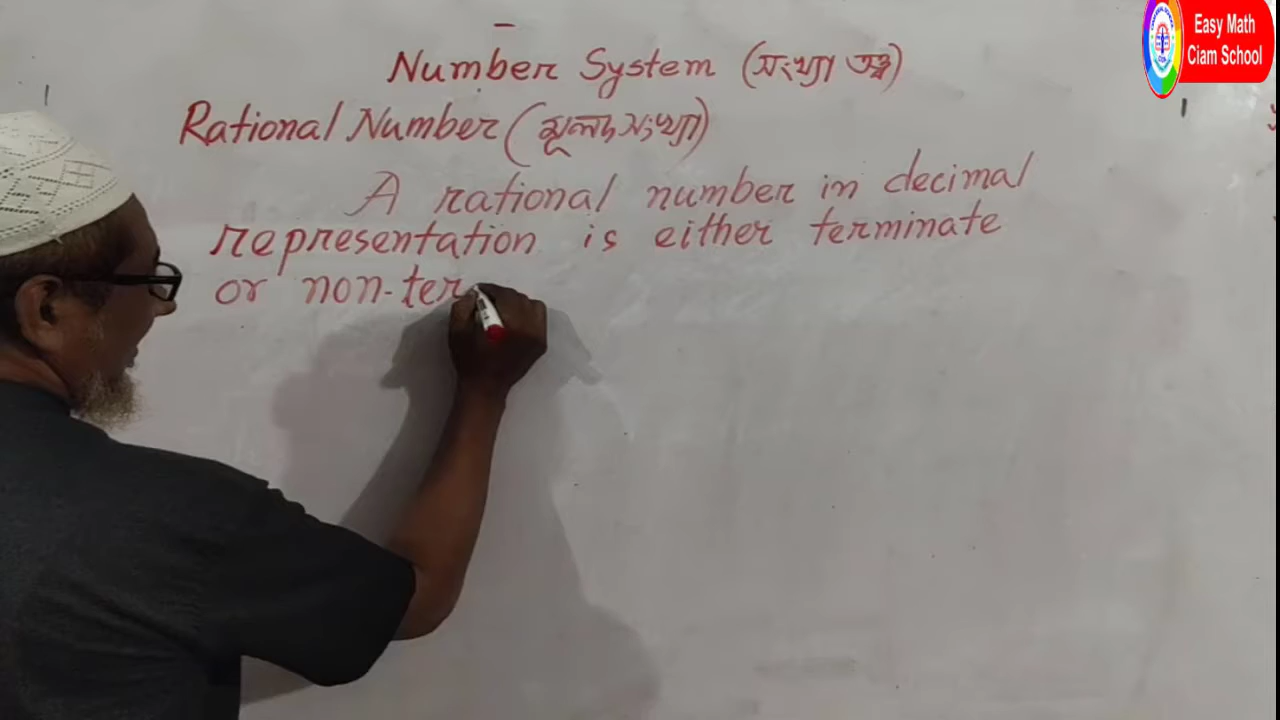 Easy Math
Ciam School
Number System (সংখ্যা তত্ত্ব)
Rational Number (মূলদ সংখ্যা)
A rational number in decimal
representation is either terminate
or non-ter